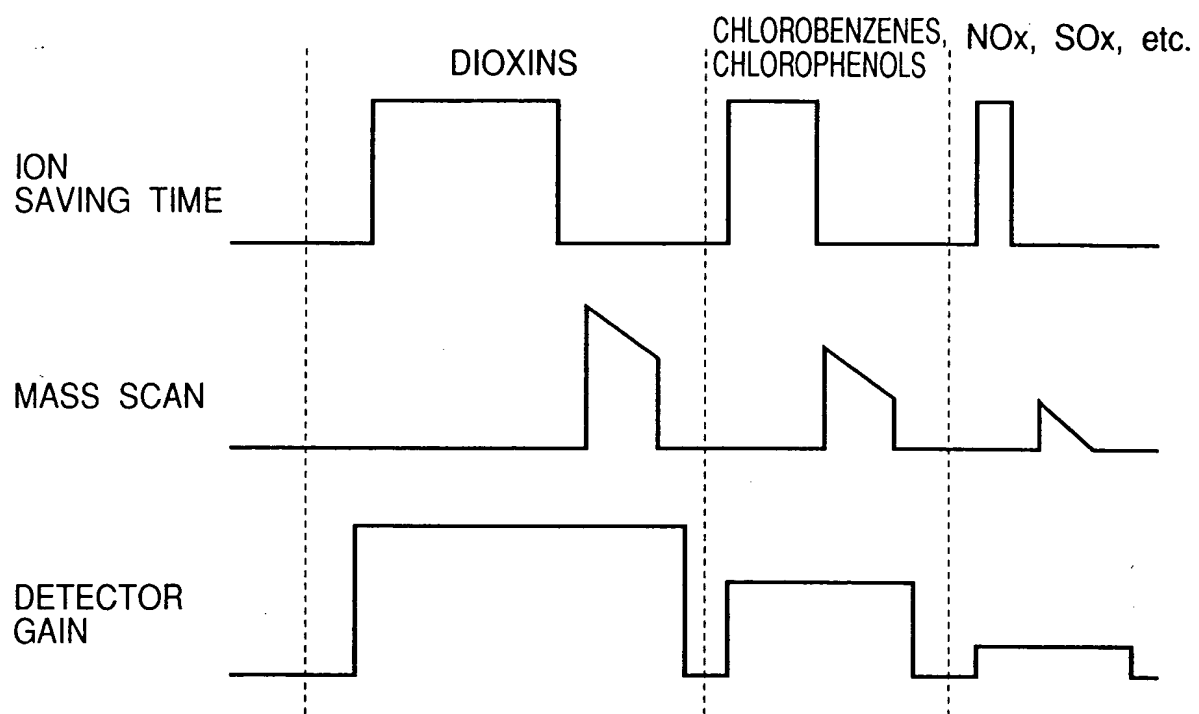 DIOXINS
CHLOROBENZENES,
CHLOROPHENOLS
NOx, SOx, etc.
ION
SAVING TIME
MASS SCAN
DETECTOR
GAIN